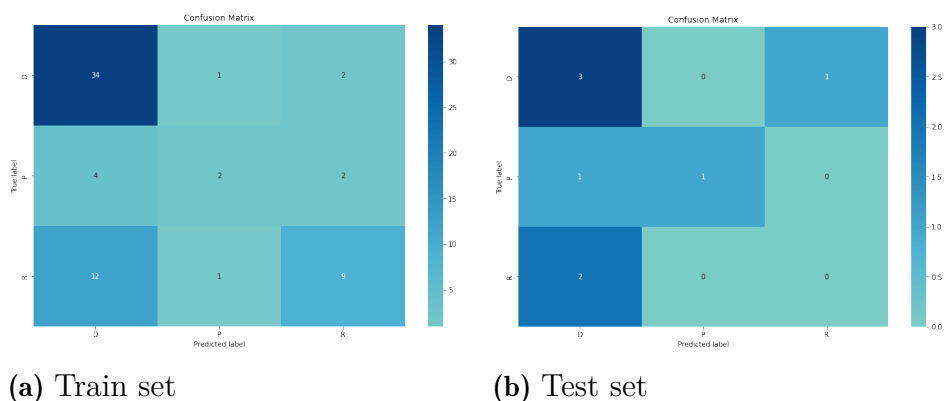 Confusion Matrix
D
P
R
True label
34 1 2
4 2 2
12 1 9
D P R
Predicted label
30
25
20
15
10
5
(a) Train set
Confusion Matrix
D
P
R
True label
3 0 1
1 1 0
2 0 0
D P R
Predicted label
3.0
2.5
2.0
1.5
1.0
0.5
0.0
(b) Test set